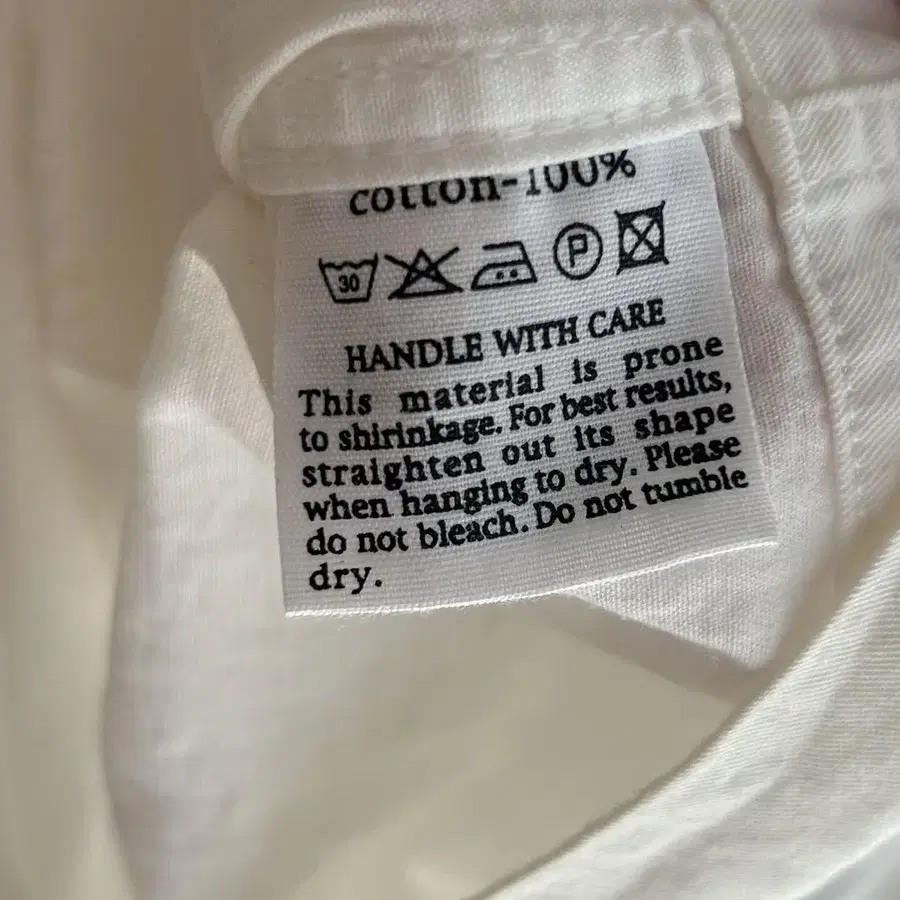 cotton-100%
30
P
HANDLE WITH CARE
This material is prone
to shirinkage. For best results,
straighten out its shape
when hanging to dry. Please
do not bleach. Do not tumble
dry.